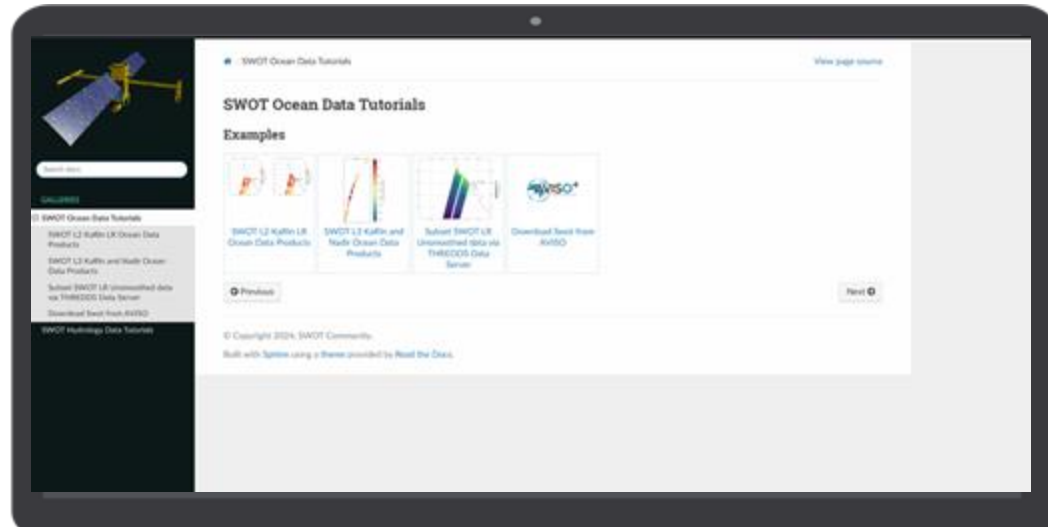 Search docs
GALLERIES
SWOT Ocean Data Tutorials
SWOT L2 KaRIn LR Ocean Data
Products
SWOT L3 KaRIn and Nadir Ocean
Data Products
Subset SWOT LR Unsmoothed data
via THREDDS Data Server
Download Swot from AVISO
SWOT Hydrology Data Tutorials
SWOT Ocean Data Tutorials
View page source
SWOT Ocean Data Tutorials
Examples
AVISO+
SWOT L2 KaRIn LR
Ocean Data Products
SWOT L3 KaRIn and
Nadir Ocean Data
Products
Subset SWOT LR
Unsmoothed data via
THREDDS Data
Server
Download Swot from
AVISO
Previous
Next
© Copyright 2024, SWOT Community.
Built with Sphinx using a theme provided by Read the Docs.